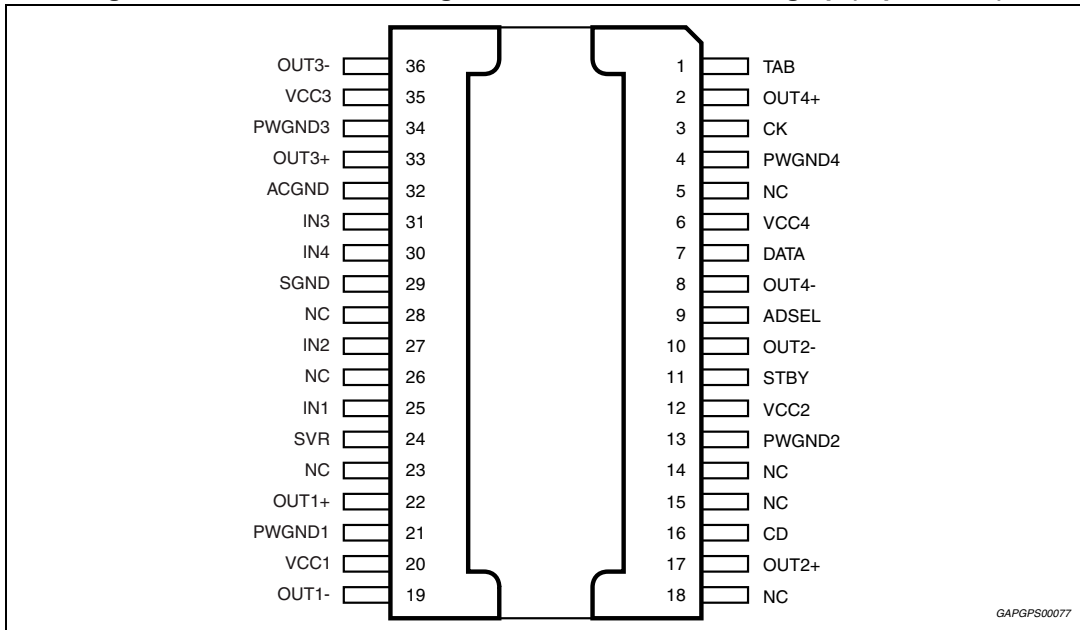 OUT3- 36 1 TAB
VCC3 35 2 OUT4+
PWGND3 34 3 CK
OUT3+ 33 4 PWGND4
ACGND 32 5 NC
IN3 31 6 VCC4
IN4 30 7 DATA
SGND 29 8 OUT4-
NC 28 9 ADSEL
IN2 27 10 OUT2-
NC 26 11 STBY
IN1 25 12 VCC2
SVR 24 13 PWGND2
NC 23 14 NC
OUT1+ 22 15 NC
PWGND1 21 16 CD
VCC1 20 17 OUT2+
OUT1- 19 18 NC
GAPGPS00077